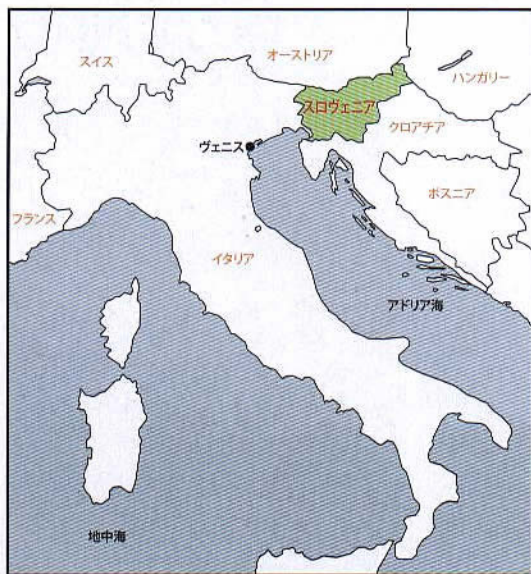 オーストリア
スイス
ハンガリー
スロヴェニア
クロアチア
ヴェニス
ボスニア
フランス
イタリア
アドリア海
地中海